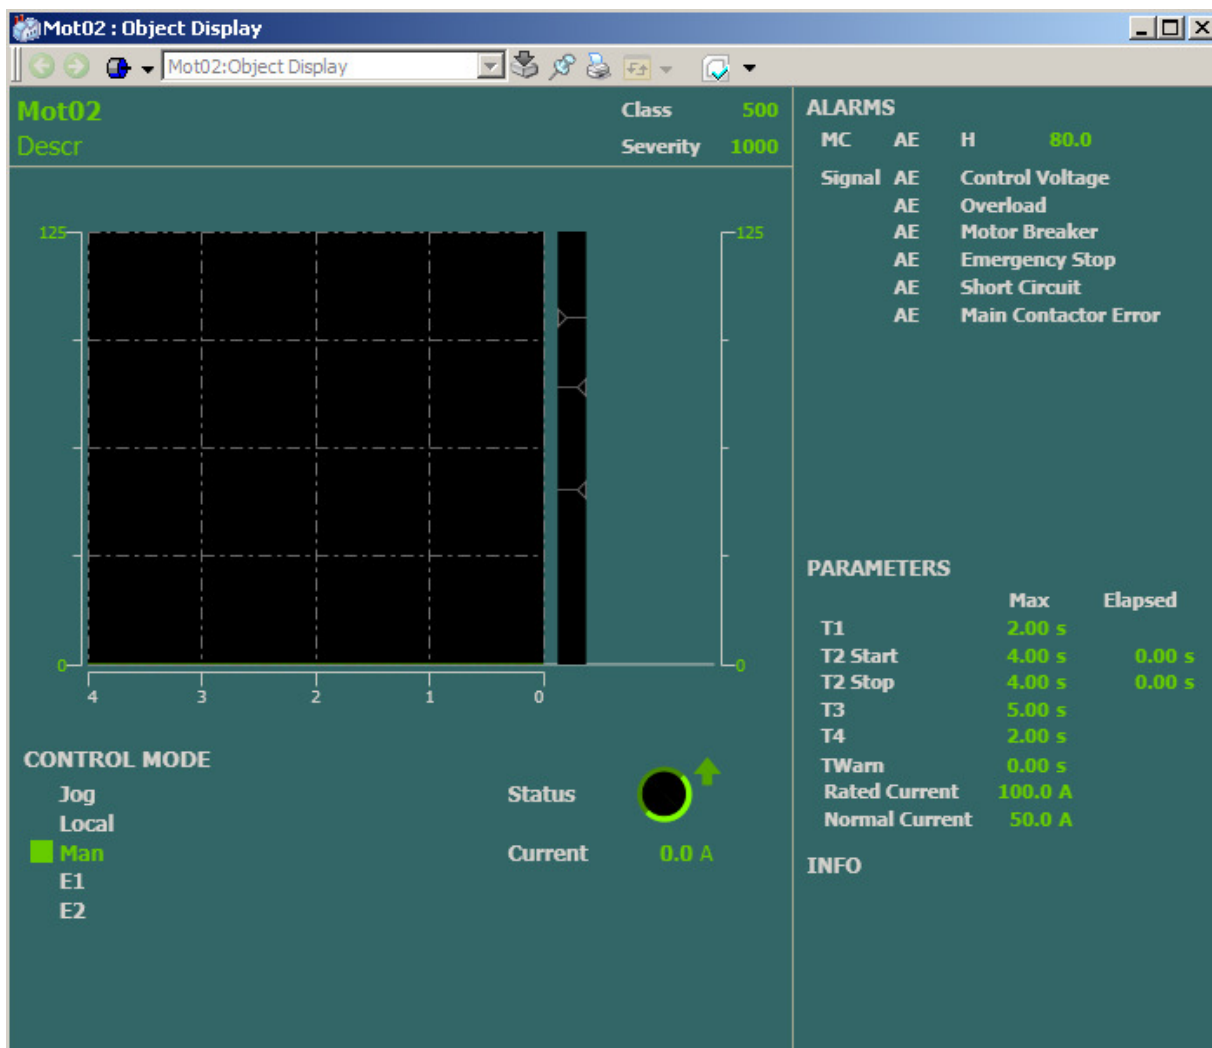 Mot02 : Object Display
Mot02:Object Display
Mot02
Class 500
Descr
Severity 1000
125
125
0
0
4 3 2 1 0
CONTROL MODE
Jog
Local
Man
E1
E2
Status
Current 0.0 A
ALARMS
MC AE H 80.0
Signal AE Control Voltage
AE Overload
AE Motor Breaker
AE Emergency Stop
AE Short Circuit
AE Main Contactor Error
PARAMETERS
Max Elapsed
T1 2.00 s
T2 Start 4.00 s 0.00 s
T2 Stop 4.00 s 0.00 s
T3 5.00 s
T4 2.00 s
TWarn 0.00 s
Rated Current 100.0 A
Normal Current 50.0 A
INFO